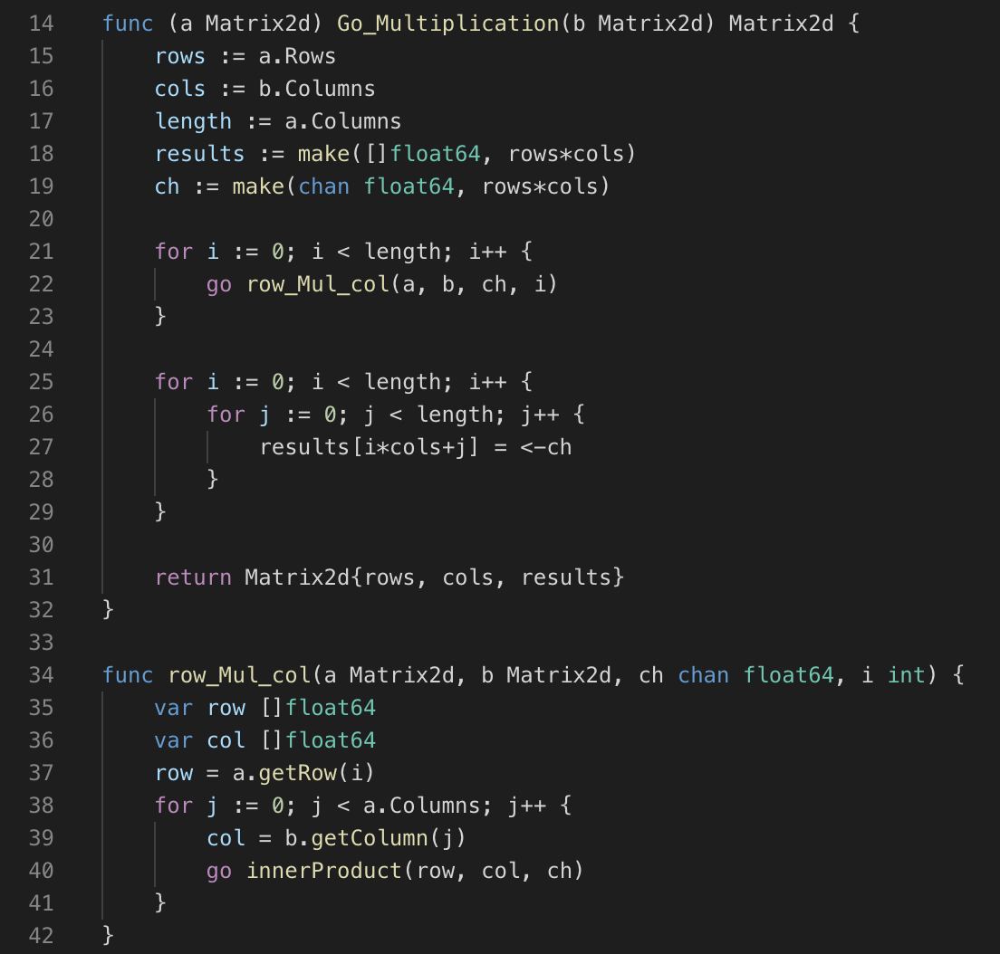 14 func (a Matrix2d) Go_Multiplication(b Matrix2d) Matrix2d {
15     rows := a.Rows
16     cols := b.Columns
17     length := a.Columns
18     results := make([]float64, rows*cols)
19     ch := make(chan float64, rows*cols)
20
21     for i := 0; i < length; i++ {
22         go row_Mul_col(a, b, ch, i)
23     }
24
25     for i := 0; i < length; i++ {
26         for j := 0; j < length; j++ {
27             results[i*cols+j] = <-ch
28         }
29     }
30
31     return Matrix2d{rows, cols, results}
32 }
33
34 func row_Mul_col(a Matrix2d, b Matrix2d, ch chan float64, i int) {
35     var row []float64
36     var col []float64
37     row = a.getRow(i)
38     for j := 0; j < a.Columns; j++ {
39         col = b.getColumn(j)
40         go innerProduct(row, col, ch)
41     }
42 }